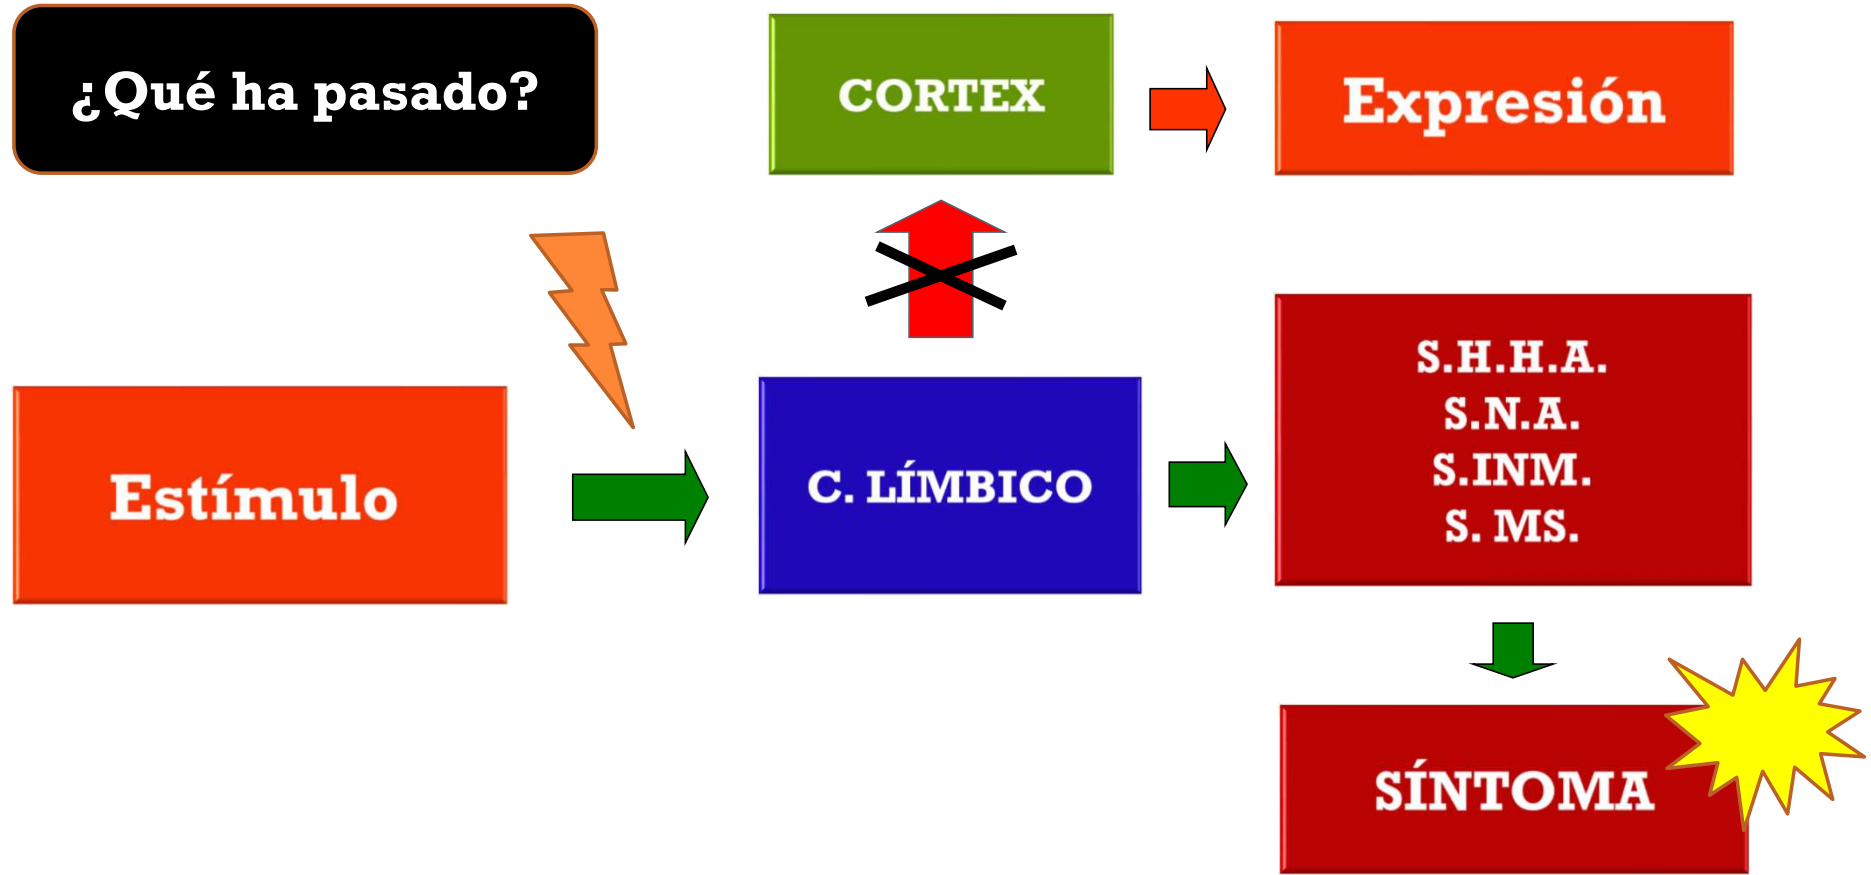 ¿Qué ha pasado?
CORTEX
Expresión
Estímulo
C. LÍMBICO
S.H.H.A.
S.N.A.
S.INM.
S. MS.
SÍNTOMA